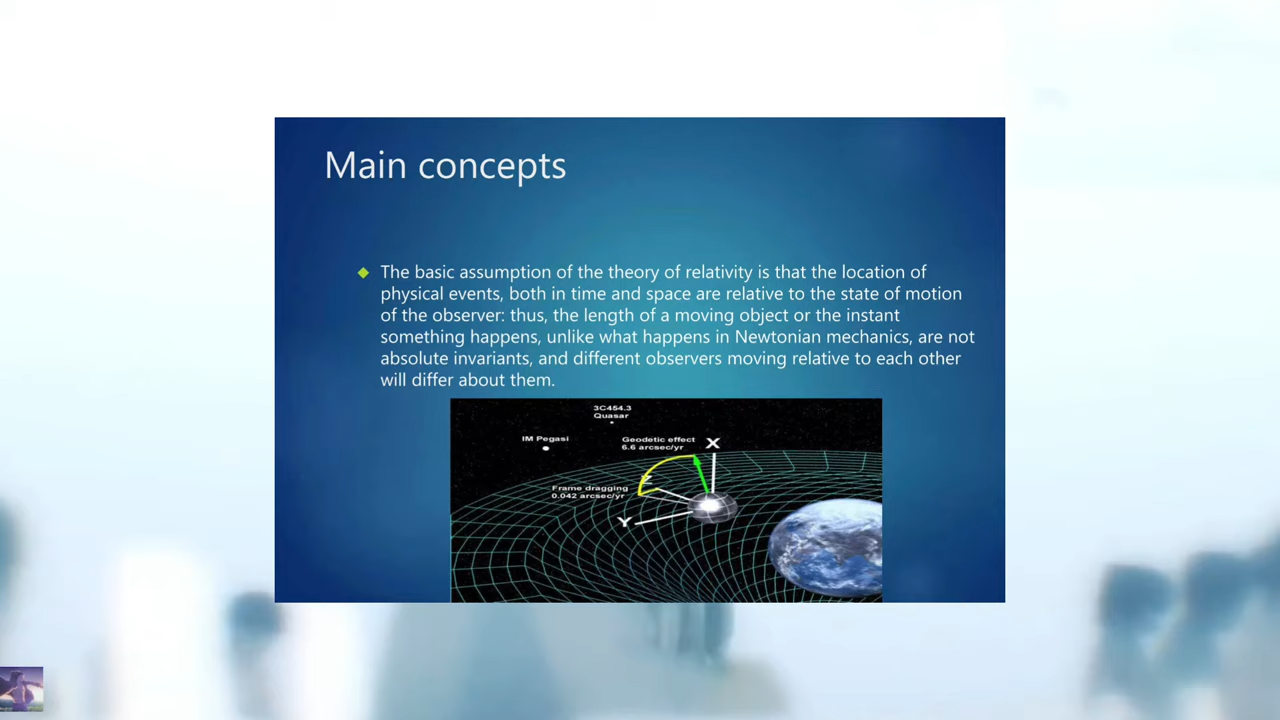 Main concepts
The basic assumption of the theory of relativity is that the location of
physical events, both in time and space are relative to the state of motion
of the observer: thus, the length of a moving object or the instant
something happens, unlike what happens in Newtonian mechanics, are not
absolute invariants, and different observers moving relative to each other
will differ about them.
3C454.3
Quasar
IM Pegasi
Geodetic effect
6.6 arcsec/yr
X
Frame dragging
0.042 arcsec/yr
Z
Y